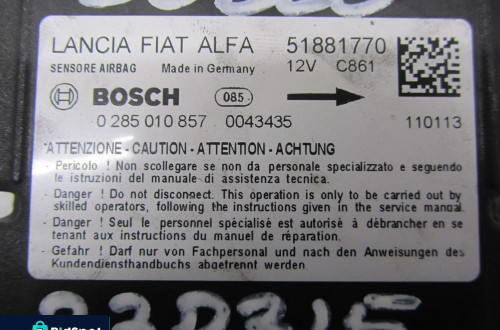 LANCIA FIAT ALFA 51881770
SENSORE AIRBAG Made in Germany 12V C861
BOSCH 085
0 285 010 857 0043435 110113
*ATTENZIONE - CAUTION - ATTENTION - ACHTUNG
- Pericolo ! Non scollegare se non da personale specializzato e seguendo
le istruzioni del manuale di assistenza tecnica.
- Danger ! Do not disconnect. This operation is only to be carried out by
skilled operators, following the instructions given in the service manual.
- Danger ! Seul le personnel spécialisé est autorisé à débrancher en se
tenant aux instructions du manuel de réparation.
- Gefahr ! Darf nur von Fachpersonal und nach den Anweisungen des
Kundendiensthandbuchs abgetrennt werden
BidSpot